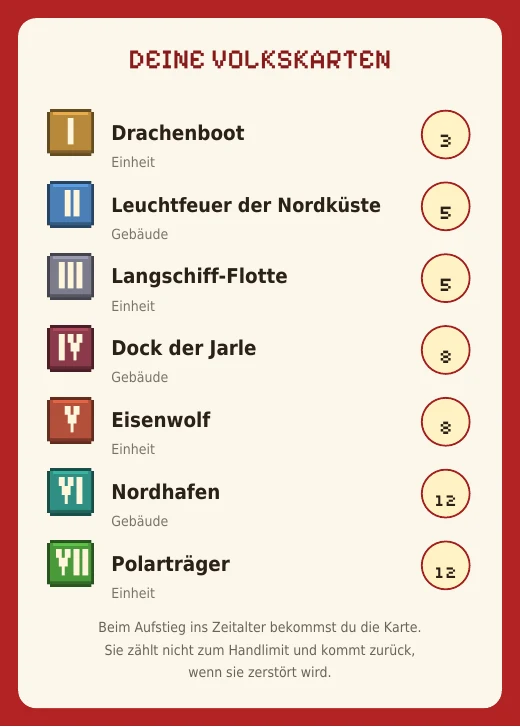 DEINE VOLKSKARTEN
I Drachenboot 3
Einheit
II Leuchtfeuer der Nordküste 5
Gebäude
III Langschiff-Flotte 5
Einheit
IV Dock der Jarle 8
Gebäude
V Eisenwolf 8
Einheit
VI Nordhafen 12
Gebäude
VII Polarträger 12
Einheit
Beim Aufstieg ins Zeitalter bekommst du die Karte.
Sie zählt nicht zum Handlimit und kommt zurück,
wenn sie zerstört wird.